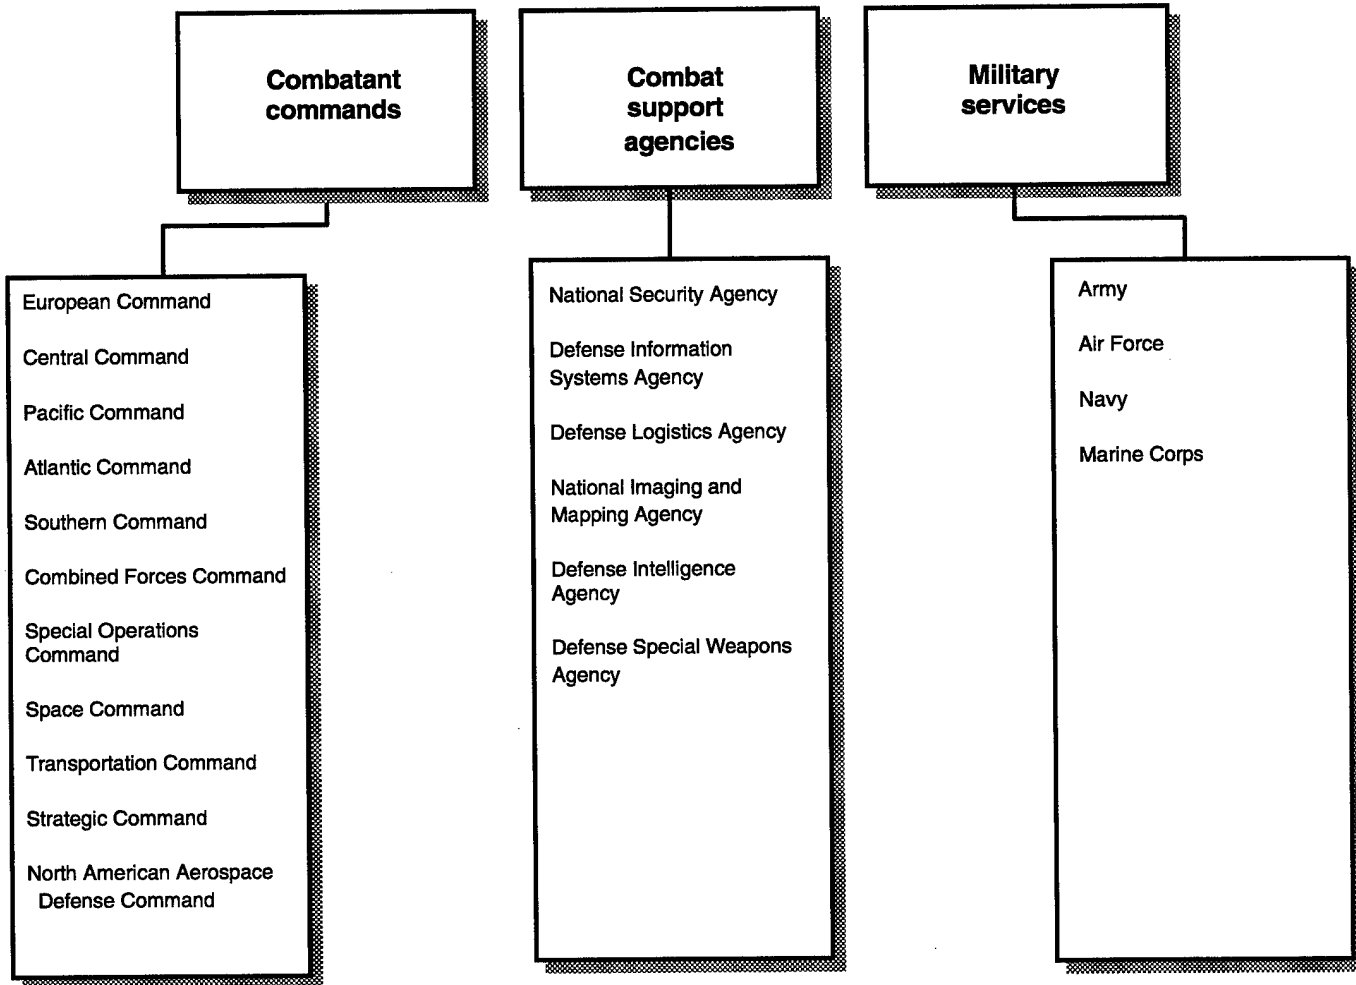 Combatant
commands
Combat
support
agencies
Military
services
European Command
Central Command
Pacific Command
Atlantic Command
Southern Command
Combined Forces Command
Special Operations
Command
Space Command
Transportation Command
Strategic Command
North American Aerospace
Defense Command
National Security Agency
Defense Information
Systems Agency
Defense Logistics Agency
National Imaging and
Mapping Agency
Defense Intelligence
Agency
Defense Special Weapons
Agency
Army
Air Force
Navy
Marine Corps